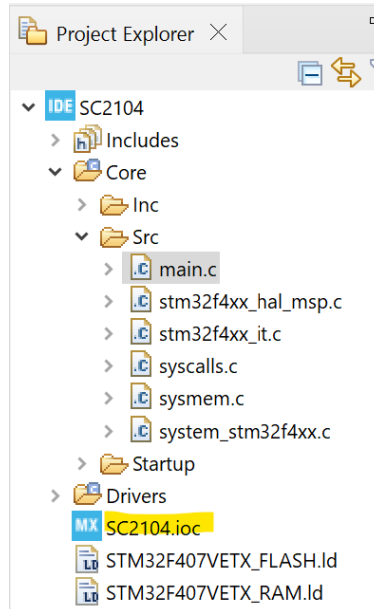 Project Explorer
IDE SC2104
Includes
Core
Inc
Src
main.c
stm32f4xx_hal_msp.c
stm32f4xx_it.c
syscalls.c
sysmem.c
system_stm32f4xx.c
Startup
Drivers
MX SC2104.ioc
STM32F407VETX_FLASH.ld
STM32F407VETX_RAM.ld